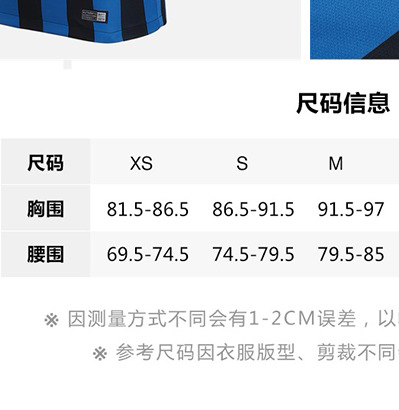 尺码信息
尺码 XS S M
胸围 81.5-86.5 86.5-91.5 91.5-97
腰围 69.5-74.5 74.5-79.5 79.5-85
※ 因测量方式不同会有1-2CM误差，以
※ 参考尺码因衣服版型、剪裁不同